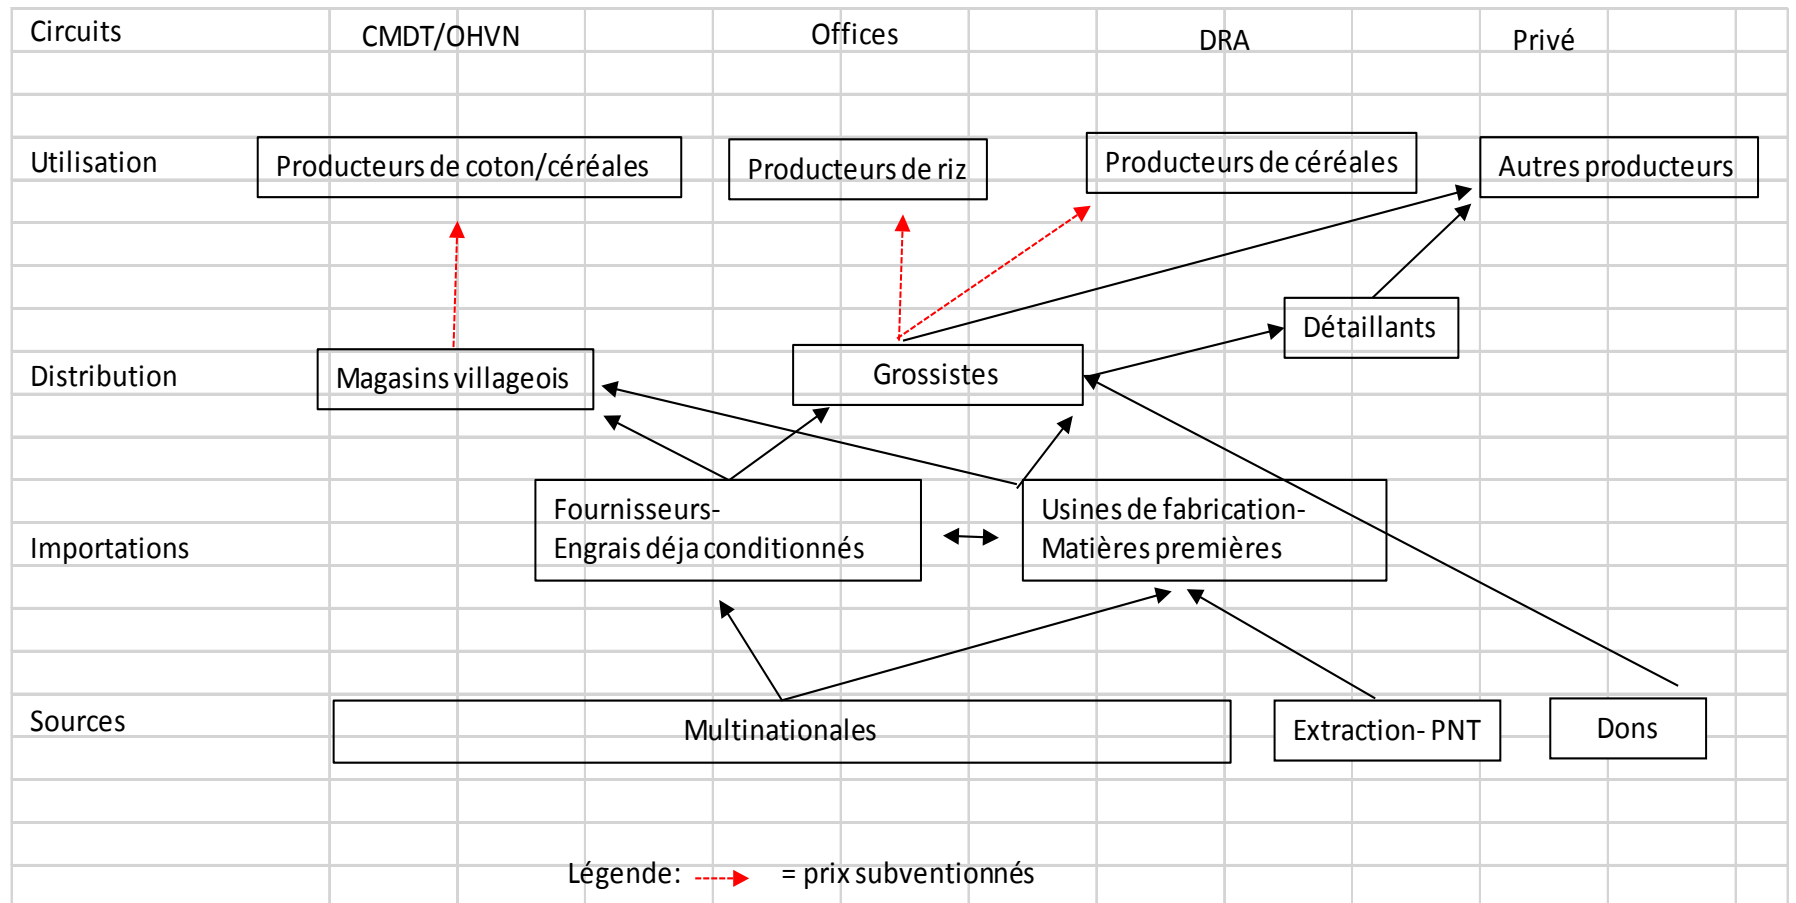 Circuits
CMDT/OHVN
Offices
DRA
Privé
Utilisation
Producteurs de coton/céréales
Producteurs de riz
Producteurs de céréales
Autres producteurs
Détaillants
Distribution
Magasins villageois
Grossistes
Importations
Fournisseurs-
Engrais déja conditionnés
Usines de fabrication-
Matières premières
Sources
Multinationales
Extraction- PNT
Dons
Légende: = prix subventionnés